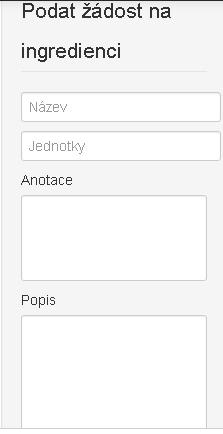 Podat žádost na
ingredienci
Název
Jednotky
Anotace
Popis